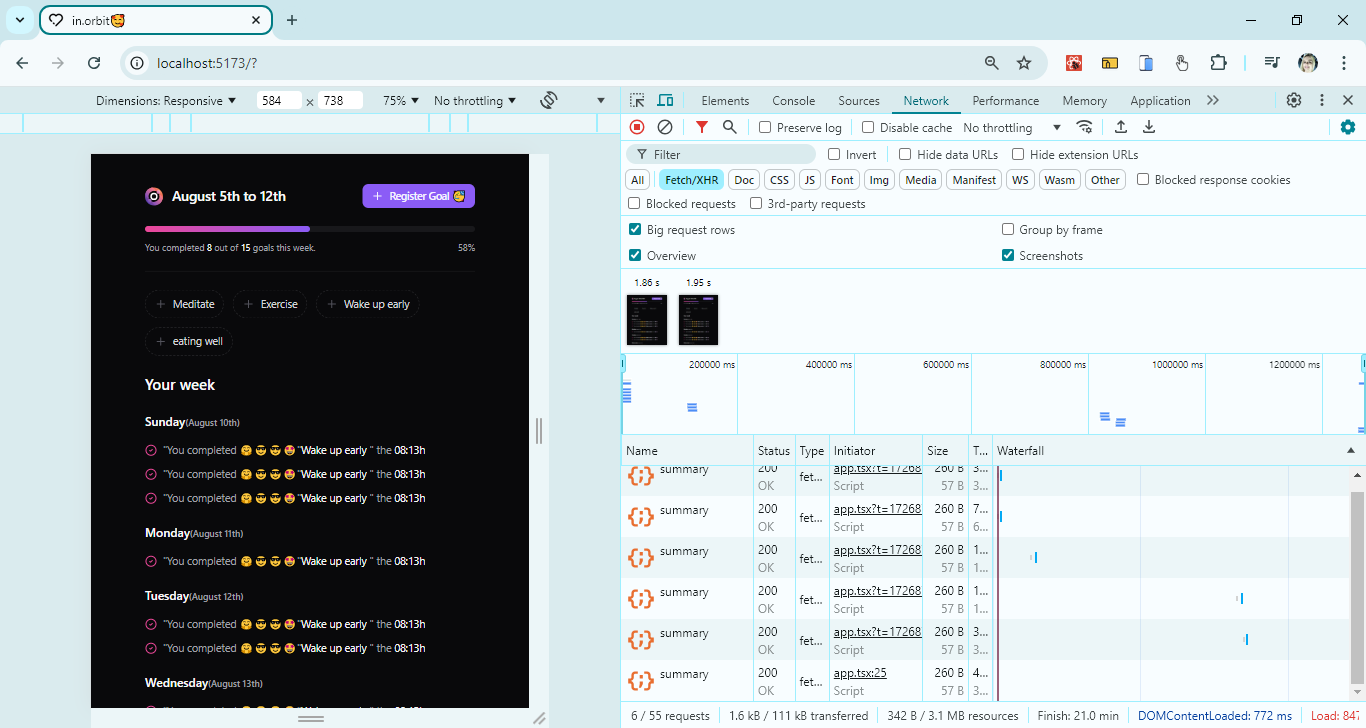 in.orbit🥰
localhost:5173/?
Dimensions: Responsive 584 × 738 75% No throttling
August 5th to 12th
Register Goal
You completed 8 out of 15 goals this week. 58%
Meditate Exercise Wake up early
eating well
Your week
Sunday(August 10th)
"You completed 🤗😎😎🤩"Wake up early " the 08:13h
"You completed 🤗😎😎🤩"Wake up early " the 08:13h
"You completed 🤗😎😎🤩"Wake up early " the 08:13h
Monday(August 11th)
"You completed 🤗😎😎🤩"Wake up early " the 08:13h
Tuesday(August 12th)
"You completed 🤗😎😎🤩"Wake up early " the 08:13h
"You completed 🤗😎😎🤩"Wake up early " the 08:13h
Wednesday(August 13th)
Elements Console Sources Network Performance Memory Application
Preserve log Disable cache No throttling
Filter Invert Hide data URLs Hide extension URLs
All Fetch/XHR Doc CSS JS Font Img Media Manifest WS Wasm Other Blocked response cookies
Blocked requests 3rd-party requests
Big request rows Group by frame
Overview Screenshots
1.86 s 1.95 s
200000 ms 400000 ms 600000 ms 800000 ms 1000000 ms 1200000 ms
Name Status Type Initiator Size T... Waterfall
summary 200 fet... app.tsx?t=17268 260 B 3...
OK Script 57 B 3...
summary 200 fet... app.tsx?t=17268 260 B 7...
OK Script 57 B 6...
summary 200 fet... app.tsx?t=17268 260 B 1...
OK Script 57 B 1...
summary 200 fet... app.tsx?t=17268 260 B 1...
OK Script 57 B 1...
summary 200 fet... app.tsx?t=17268 260 B 3...
OK Script 57 B 3...
summary 200 fet... app.tsx:25 260 B 4...
OK Script 57 B 3...
6 / 55 requests 1.6 kB / 111 kB transferred 342 B / 3.1 MB resources Finish: 21.0 min DOMContentLoaded: 772 ms Load: 847